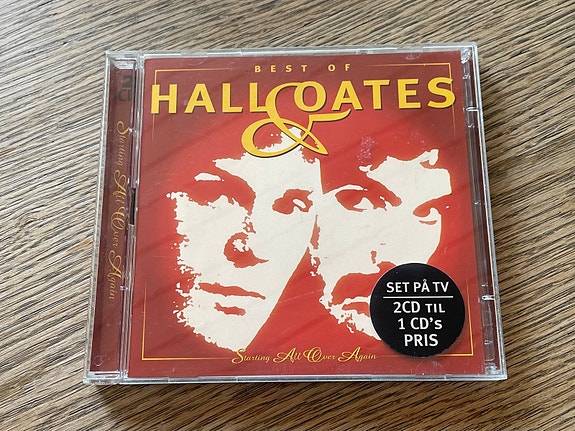 BEST OF
HALL & OATES
Starting All Over Again
SET PÅ TV
2CD TIL
1 CD's
PRIS
Starting All Over Again